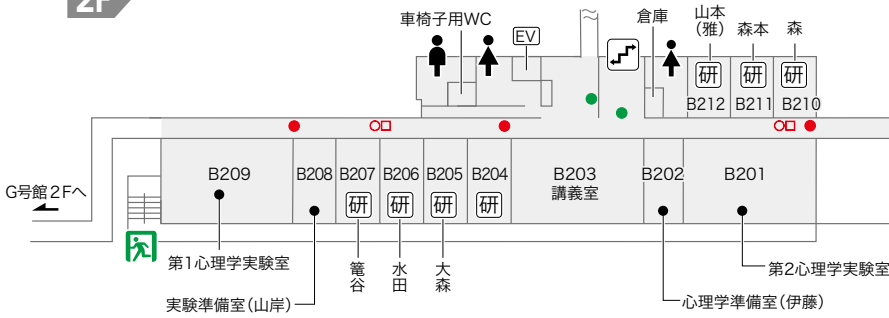 2F
車椅子用WC
EV
倉庫
山本
(雅)
森本
森
研
研
研
B212
B211
B210
B209
B208
B207
B206
B205
B204
B203
講義室
B202
B201
研
研
研
研
G号館2Fへ
第1心理学実験室
篭谷
水田
大森
第2心理学実験室
実験準備室(山岸)
心理学準備室(伊藤)